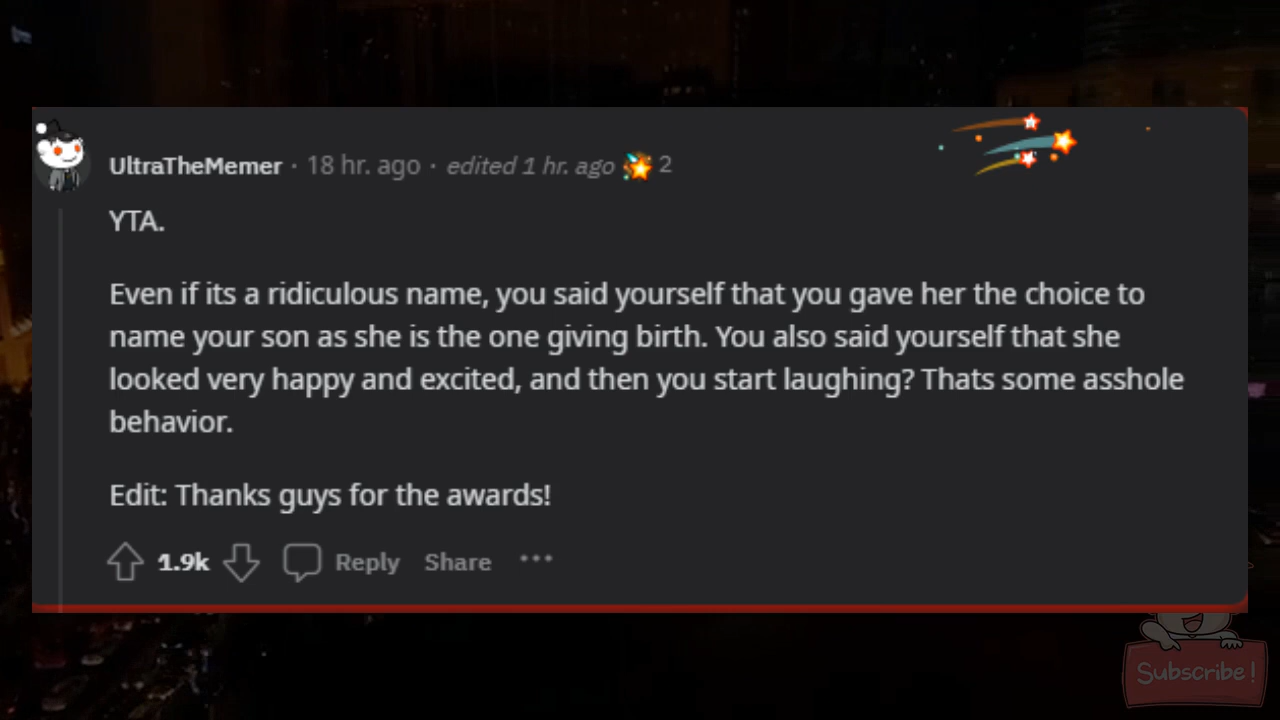 UltraTheMemer · 18 hr. ago · edited 1 hr. ago 2
YTA.
Even if its a ridiculous name, you said yourself that you gave her the choice to
name your son as she is the one giving birth. You also said yourself that she
looked very happy and excited, and then you start laughing? Thats some asshole
behavior.
Edit: Thanks guys for the awards!
1.9k Reply Share ···
Subscribe!